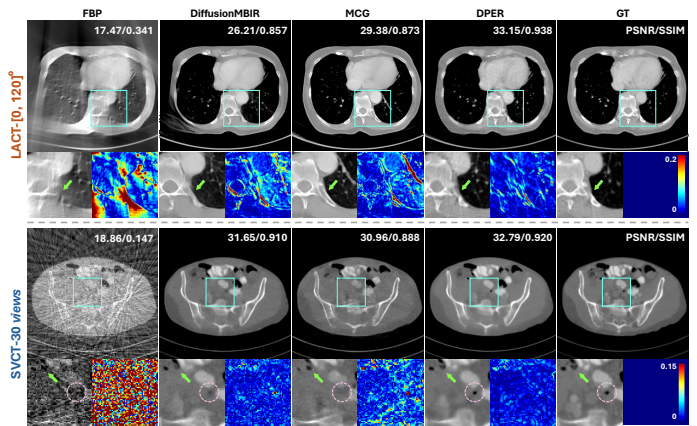 FBP DiffusionMBIR MCG DPER GT
LACT-[0, 120]°
17.47/0.341 26.21/0.857 29.38/0.873 33.15/0.938 PSNR/SSIM
0.2
0
SVCT-30 views
18.86/0.147 31.65/0.910 30.96/0.888 32.79/0.920 PSNR/SSIM
0.15
0